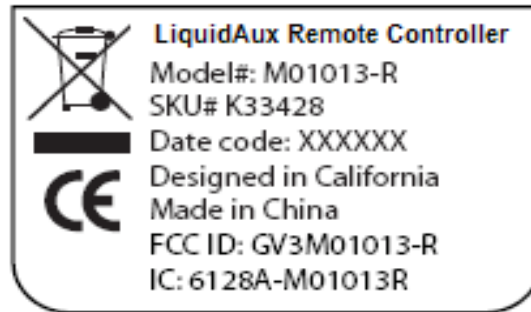 LiquidAux Remote Controller
Model#: M01013-R
SKU# K33428
Date code: XXXXXX
Designed in California
Made in China
FCC ID: GV3M01013-R
IC: 6128A-M01013R
CE